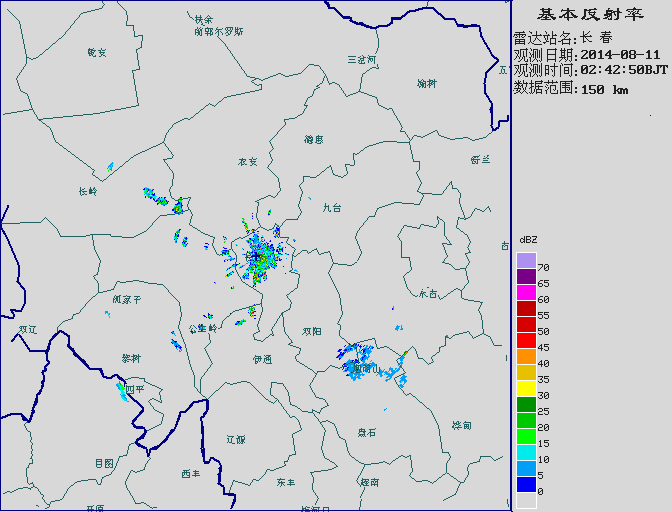 基本反射率
雷达站名:长 春
观测日期:2014-08-11
观测时间:02:42:50BJT
数据范围:150 km
扶余
前郭尔罗斯
乾安
三岔河
榆树
五
德惠
农安
舒兰
长岭
九台
吉
永吉
双辽
公主岭
双阳
梨树
伊通
四平
辽源
盘石
桦甸
昌图
西丰
东丰
辉南
开原
dBZ
70
65
60
55
50
45
40
35
30
25
20
15
10
5
0